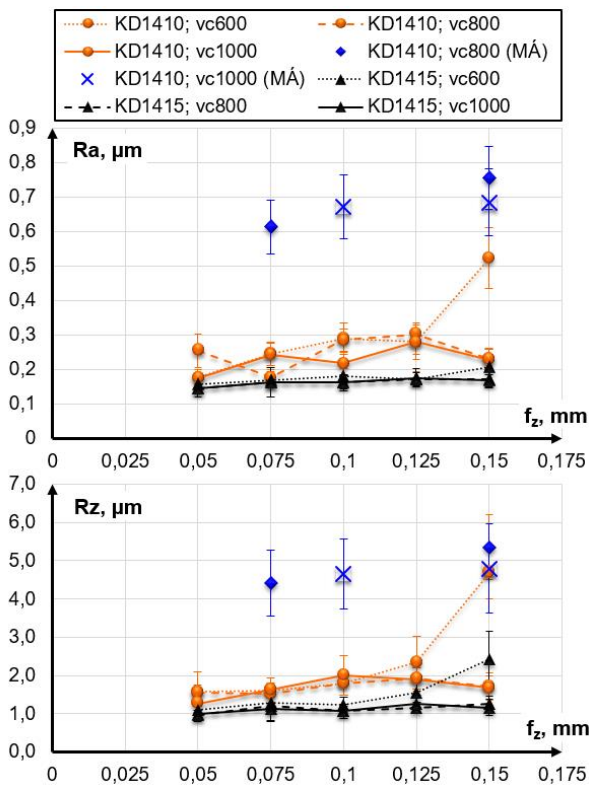 KD1410; vc600 KD1410; vc800
KD1410; vc1000 KD1410; vc800 (MÁ)
KD1410; vc1000 (MÁ) KD1415; vc600
KD1415; vc800 KD1415; vc1000
0,9
Ra, µm
0,8
0,7
0,6
0,5
0,4
0,3
0,2
0,1
fz, mm
0
0 0,025 0,05 0,075 0,1 0,125 0,15 0,175
7,0
Rz, µm
6,0
5,0
4,0
3,0
2,0
1,0
fz, mm
0,0
0 0,025 0,05 0,075 0,1 0,125 0,15 0,175